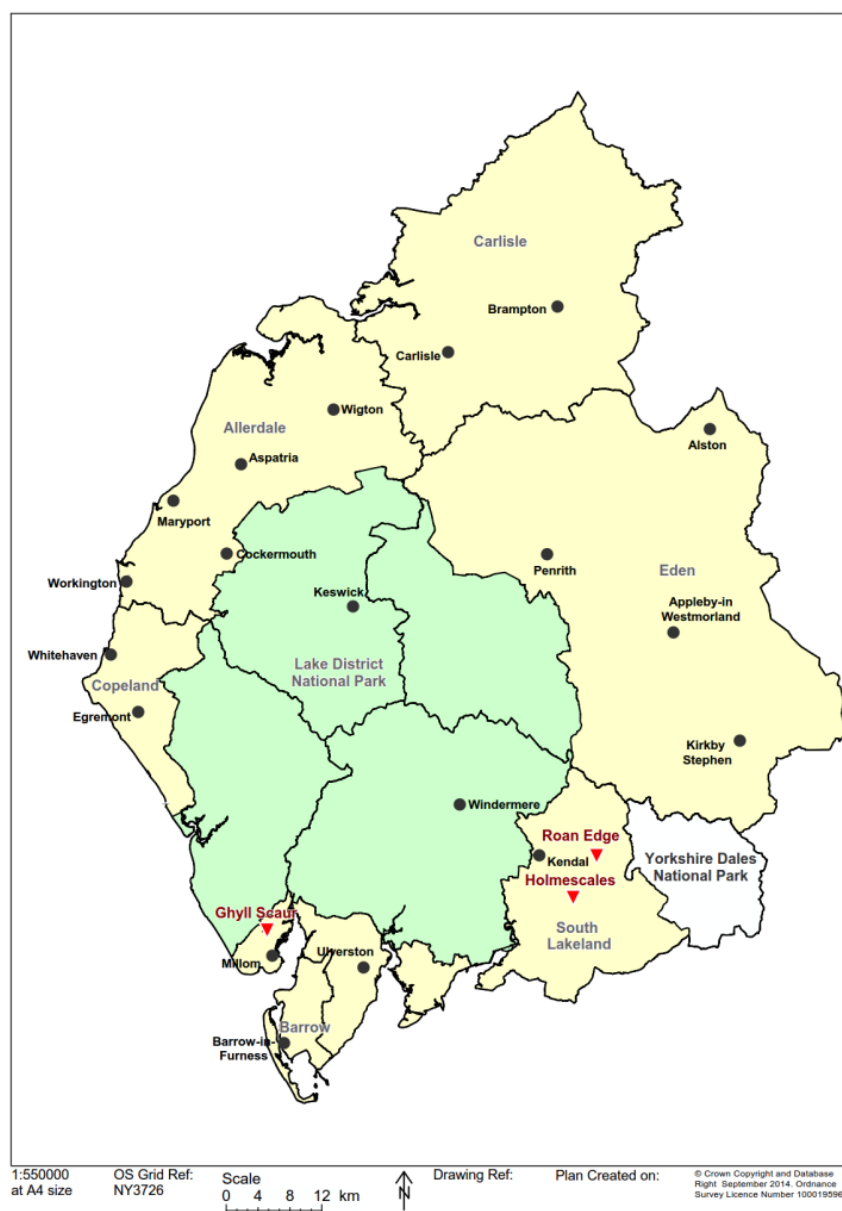 Carlisle
Brampton
Carlisle
Wigton
Allerdale
Aspatria
Alston
Maryport
Cockermouth
Penrith
Eden
Workington
Keswick
Appleby-in
Westmorland
Whitehaven
Lake District
National Park
Copeland
Egremont
Kirkby
Stephen
Windermere
Roan Edge
Kendal
Yorkshire Dales
National Park
Holmescales
Ghyll Scaur
South
Lakeland
Ulverston
Millom
Barrow
Barrow-in-
Furness
1:550000
at A4 size
OS Grid Ref:
NY3726
Scale
0 4 8 12 km
N
Drawing Ref:
Plan Created on:
© Crown Copyright and Database
Right September 2014. Ordnance
Survey Licence Number 100019596